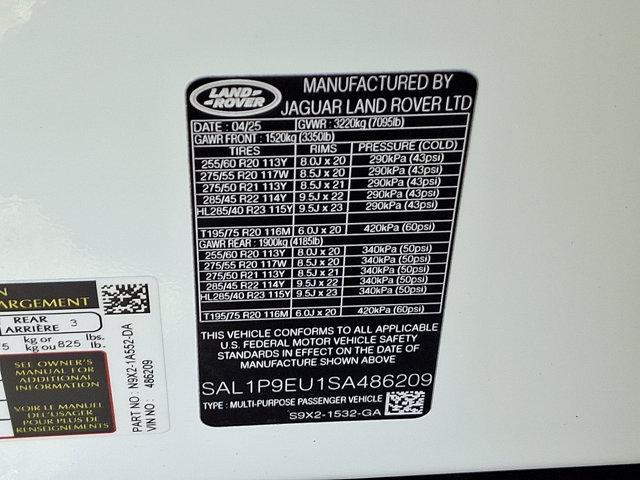 LAND-
ROVER
MANUFACTURED BY
JAGUAR LAND ROVER LTD
DATE : 04/25 GVWR : 3220kg (7095lb)
GAWR FRONT : 1520kg (3350lb)
TIRES RIMS PRESSURE (COLD)
255/60 R20 113Y 8.0J x 20 290kPa (43psi)
275/55 R20 117W 8.5J x 20 290kPa (43psi)
275/50 R21 113Y 8.5J x 21 290kPa (43psi)
285/45 R22 114Y 9.5J x 22 290kPa (43psi)
HL285/40 R23 115Y 9.5J x 23 290kPa (43psi)
T195/75 R20 116M 6.0J x 20 420kPa (60psi)
GAWR REAR : 1900kg (4185lb)
255/60 R20 113Y 8.0J x 20 340kPa (50psi)
275/55 R20 117W 8.5J x 20 340kPa (50psi)
275/50 R21 113Y 8.5J x 21 340kPa (50psi)
285/45 R22 114Y 9.5J x 22 340kPa (50psi)
HL285/40 R23 115Y 9.5J x 23 340kPa (50psi)
T195/75 R20 116M 6.0J x 20 420kPa (60psi)
THIS VEHICLE CONFORMS TO ALL APPLICABLE
U.S. FEDERAL MOTOR VEHICLE SAFETY
STANDARDS IN EFFECT ON THE DATE OF
MANUFACTURE SHOWN ABOVE
SAL1P9EU1SA486209
TYPE : MULTI-PURPOSE PASSENGER VEHICLE
S9X2-1532-GA
ARGEMENT
REAR
ARRIÈRE 3
5 kg or lbs.
kg ou 825 lb.
SEE OWNER'S
MANUAL FOR
ADDITIONAL
INFORMATION
VOIR LE MANUEL
DE L'USAGER
POUR PLUS DE
RENSEIGNEMENTS
PART NO : N9X2-1A552-DA
VIN NO : 486209